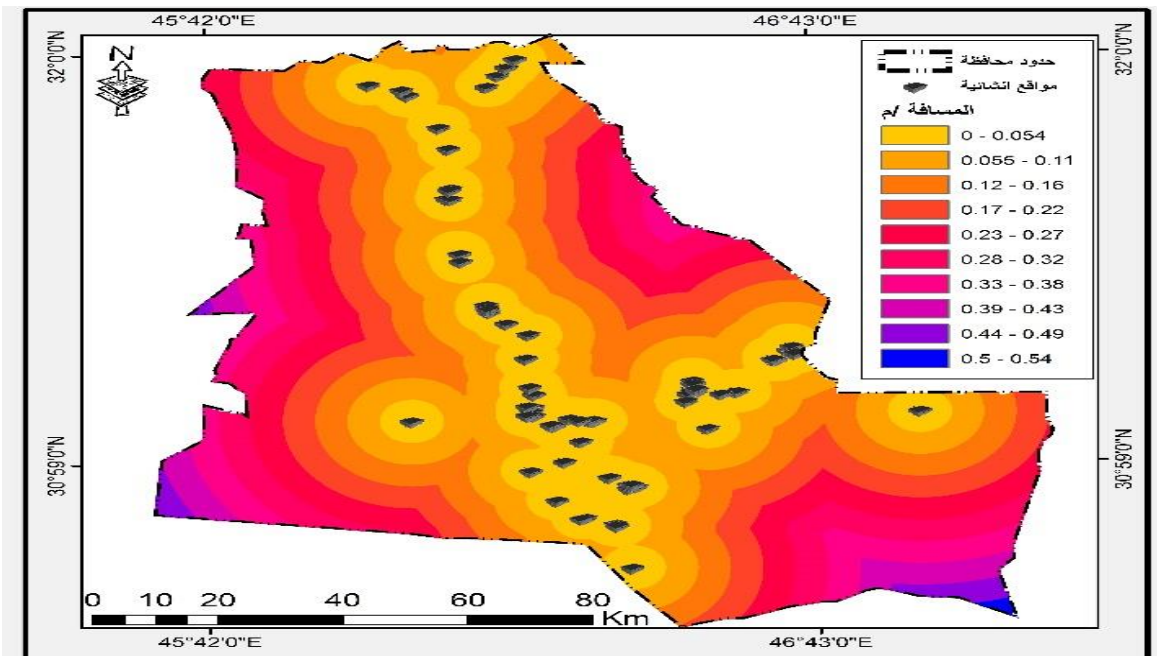 45°42'0"E 46°43'0"E
32°0'0"N 32°0'0"N
N
حدود محافظة
مواقع انشائية
المسافة /م
0 - 0.054
0.055 - 0.11
0.12 - 0.16
0.17 - 0.22
0.23 - 0.27
0.28 - 0.32
0.33 - 0.38
0.39 - 0.43
0.44 - 0.49
0.5 - 0.54
30°59'0"N 30°59'0"N
0 10 20 40 60 80
Km
45°42'0"E 46°43'0"E